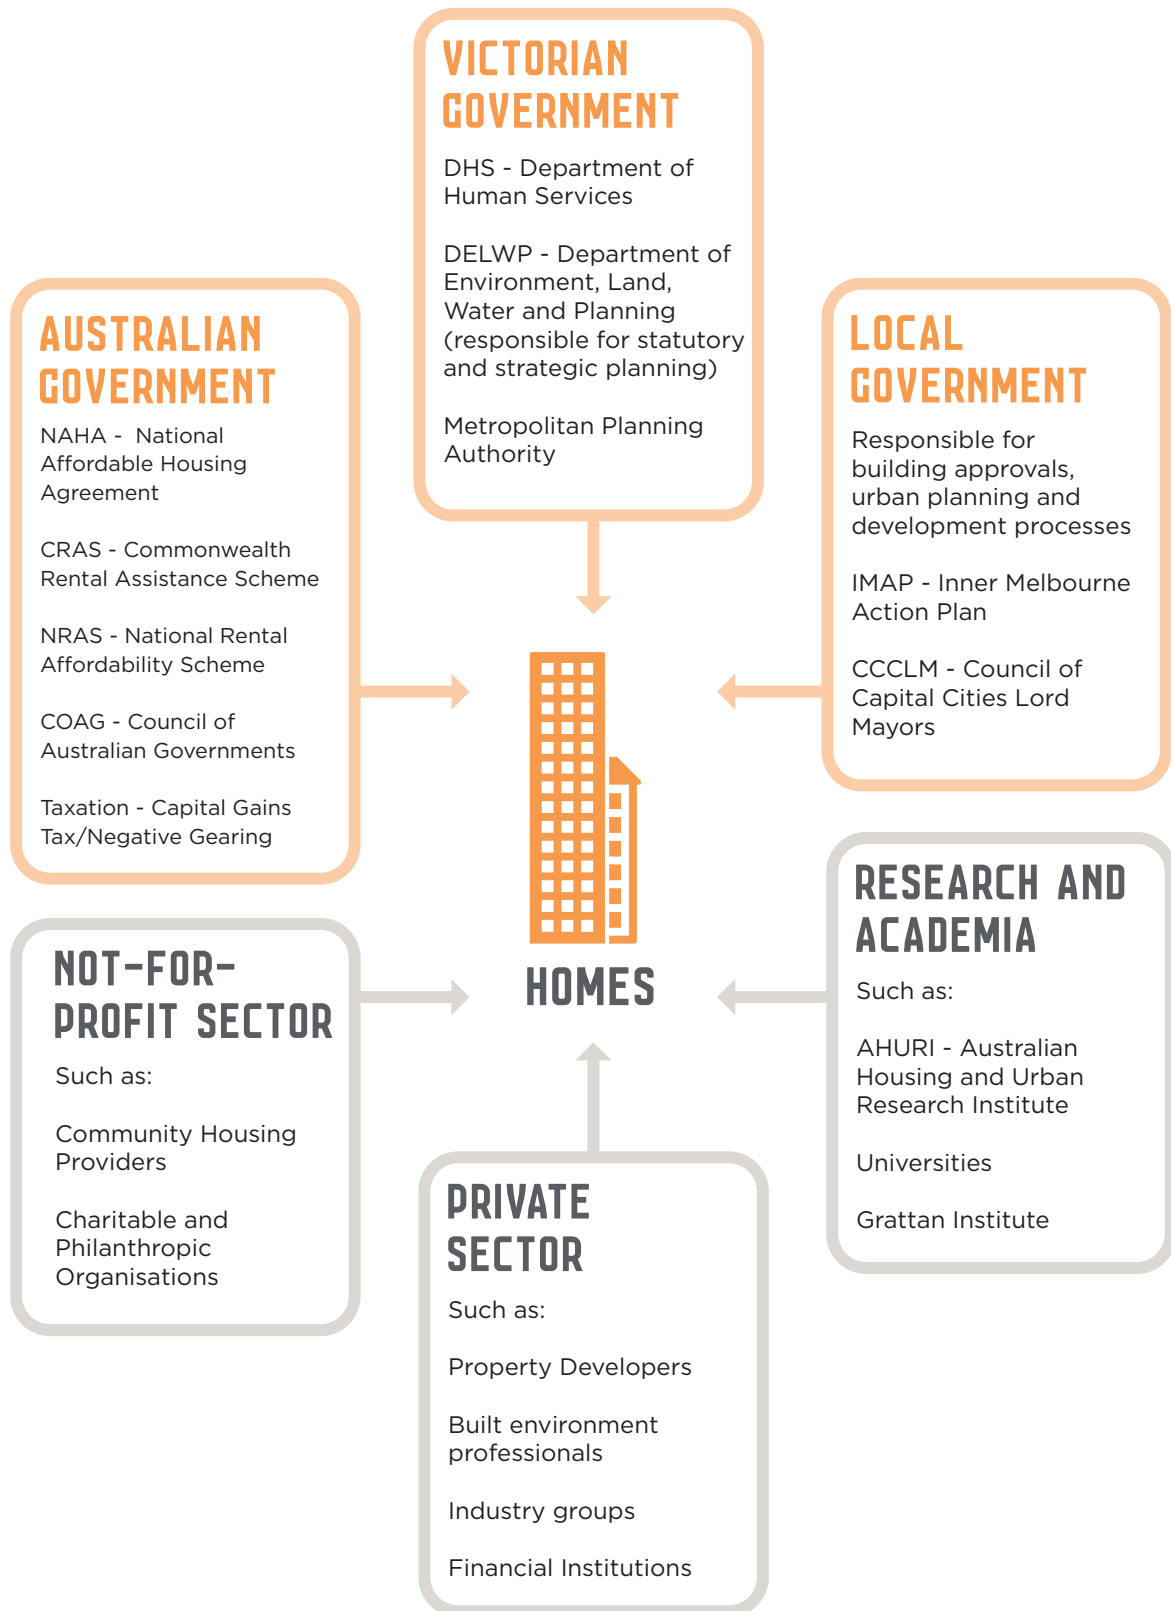 VICTORIAN
GOVERNMENT
DHS - Department of
Human Services
DELWP - Department of
Environment, Land,
Water and Planning
(responsible for statutory
and strategic planning)
Metropolitan Planning
Authority
AUSTRALIAN
GOVERNMENT
NAHA - National
Affordable Housing
Agreement
CRAS - Commonwealth
Rental Assistance Scheme
NRAS - National Rental
Affordability Scheme
COAG - Council of
Australian Governments
Taxation - Capital Gains
Tax/Negative Gearing
LOCAL
GOVERNMENT
Responsible for
building approvals,
urban planning and
development processes
IMAP - Inner Melbourne
Action Plan
CCCLM - Council of
Capital Cities Lord
Mayors
HOMES
NOT-FOR-
PROFIT SECTOR
Such as:
Community Housing
Providers
Charitable and
Philanthropic
Organisations
PRIVATE
SECTOR
Such as:
Property Developers
Built environment
professionals
Industry groups
Financial Institutions
RESEARCH AND
ACADEMIA
Such as:
AHURI - Australian
Housing and Urban
Research Institute
Universities
Grattan Institute